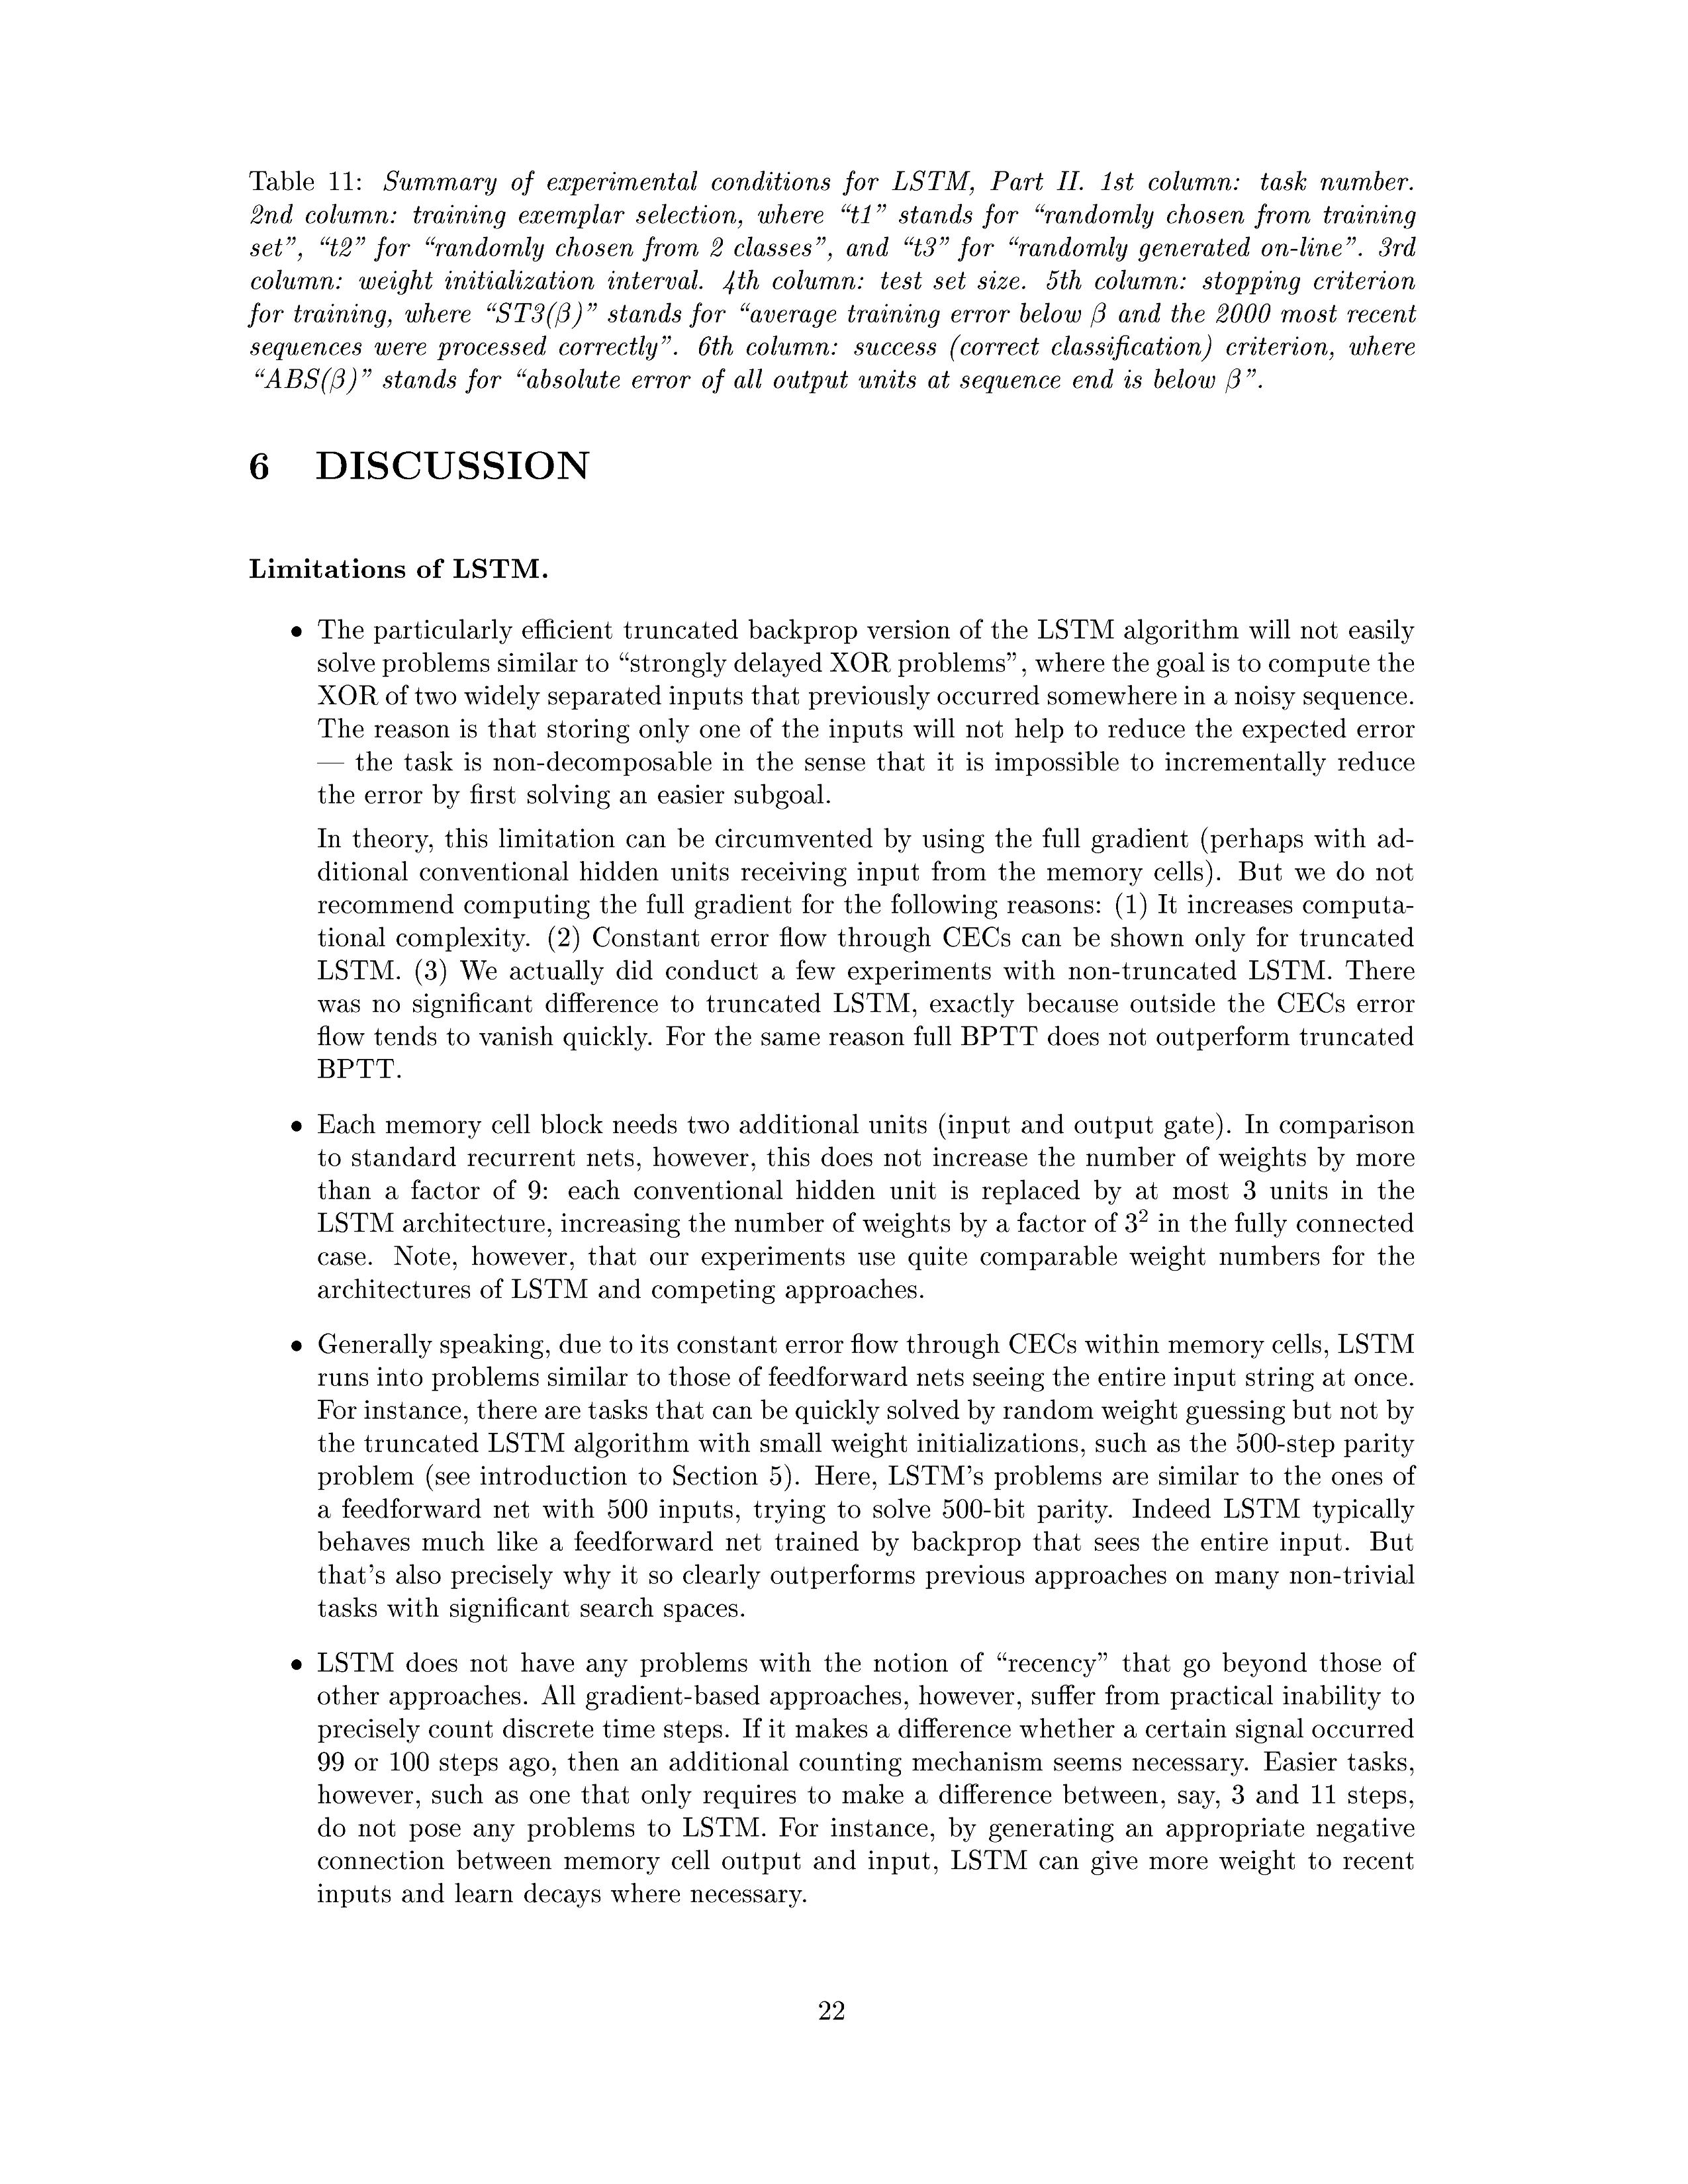 Table 11: Summary of experimental conditions for LSTM, Part II. 1st column: task number.
2nd column: training exemplar selection, where “t1” stands for “randomly chosen from training
set”, “t2” for “randomly chosen from 2 classes”, and “t3” for “randomly generated on-line”. 3rd
column: weight initialization interval. 4th column: test set size. 5th column: stopping criterion
for training, where “ST3(β)” stands for “average training error below β and the 2000 most recent
sequences were processed correctly”. 6th column: success (correct classification) criterion, where
“ABS(β)” stands for “absolute error of all output units at sequence end is below β”.
6 DISCUSSION
Limitations of LSTM.
• The particularly efficient truncated backprop version of the LSTM algorithm will not easily
solve problems similar to “strongly delayed XOR problems”, where the goal is to compute the
XOR of two widely separated inputs that previously occurred somewhere in a noisy sequence.
The reason is that storing only one of the inputs will not help to reduce the expected error
— the task is non-decomposable in the sense that it is impossible to incrementally reduce
the error by first solving an easier subgoal.
In theory, this limitation can be circumvented by using the full gradient (perhaps with ad-
ditional conventional hidden units receiving input from the memory cells). But we do not
recommend computing the full gradient for the following reasons: (1) It increases computa-
tional complexity. (2) Constant error flow through CECs can be shown only for truncated
LSTM. (3) We actually did conduct a few experiments with non-truncated LSTM. There
was no significant difference to truncated LSTM, exactly because outside the CECs error
flow tends to vanish quickly. For the same reason full BPTT does not outperform truncated
BPTT.
• Each memory cell block needs two additional units (input and output gate). In comparison
to standard recurrent nets, however, this does not increase the number of weights by more
than a factor of 9: each conventional hidden unit is replaced by at most 3 units in the
LSTM architecture, increasing the number of weights by a factor of 3² in the fully connected
case. Note, however, that our experiments use quite comparable weight numbers for the
architectures of LSTM and competing approaches.
• Generally speaking, due to its constant error flow through CECs within memory cells, LSTM
runs into problems similar to those of feedforward nets seeing the entire input string at once.
For instance, there are tasks that can be quickly solved by random weight guessing but not by
the truncated LSTM algorithm with small weight initializations, such as the 500-step parity
problem (see introduction to Section 5). Here, LSTM's problems are similar to the ones of
a feedforward net with 500 inputs, trying to solve 500-bit parity. Indeed LSTM typically
behaves much like a feedforward net trained by backprop that sees the entire input. But
that's also precisely why it so clearly outperforms previous approaches on many non-trivial
tasks with significant search spaces.
• LSTM does not have any problems with the notion of “recency” that go beyond those of
other approaches. All gradient-based approaches, however, suffer from practical inability to
precisely count discrete time steps. If it makes a difference whether a certain signal occurred
99 or 100 steps ago, then an additional counting mechanism seems necessary. Easier tasks,
however, such as one that only requires to make a difference between, say, 3 and 11 steps,
do not pose any problems to LSTM. For instance, by generating an appropriate negative
connection between memory cell output and input, LSTM can give more weight to recent
inputs and learn decays where necessary.
22